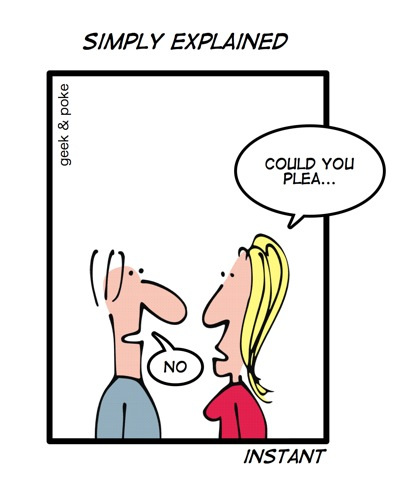 SIMPLY EXPLAINED
geek & poke
COULD YOU
PLEA...
NO
INSTANT